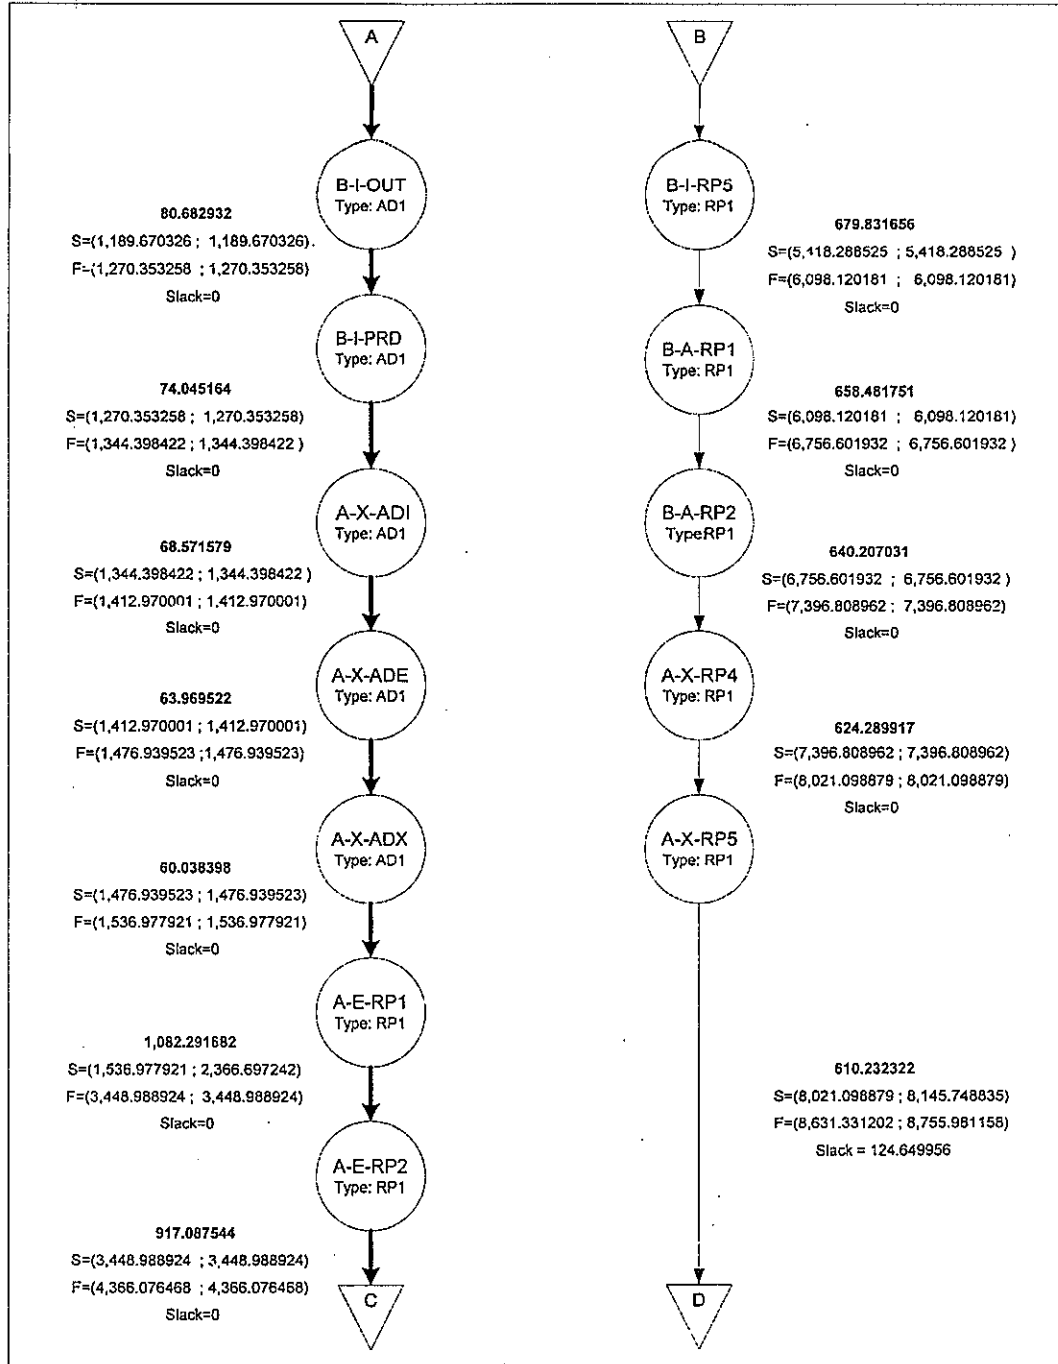 A
B-I-OUT
Type: AD1
80.682932
S=(1,189.670326 ; 1,189.670326).
F=(1,270.353258 ; 1,270.353258)
Slack=0
B-I-PRD
Type: AD1
74.045164
S=(1,270.353258 ; 1,270.353258)
F=(1,344.398422 ; 1,344.398422 )
Slack=0
A-X-ADI
Type: AD1
68.571579
S=(1,344.398422 ; 1,344.398422 )
F=(1,412.970001 ; 1.412.970001)
Slack=0
A-X-ADE
Type: AD1
63.969522
S=(1,412.970001 ; 1,412.970001)
F=(1,476.939523 ;1,476.939523)
Slack=0
A-X-ADX
Type: AD1
60.038398
S=(1,476.939523 ; 1,476.939523)
F=(1,536.977921 ; 1,536.977921)
Slack=0
A-E-RP1
Type: RP1
1,082.291682
S=(1,536.977921 ; 2,366.697242)
F=(3,448.988924 ; 3,448.988924)
Slack=0
A-E-RP2
Type: RP1
917.087544
S=(3,448.988924 ; 3,448.988924)
F=(4,366.076468 ; 4,366.076468)
Slack=0
C
B
B-I-RP5
Type: RP1
679.831656
S=(5,418.288525 ; 5,418.288525 )
F=(6,098.120181 ; 6,098.120181)
Slack=0
B-A-RP1
Type: RP1
658.481751
S=(6,098.120181 ; 6,098.120181)
F=(6,756.601932 ; 6,756.601932 )
Slack=0
B-A-RP2
Type:RP1
640.207031
S=(6,756.601932 ; 6,756.601932 )
F=(7,396.808962 ; 7,396.808962)
Slack=0
A-X-RP4
Type: RP1
624.289917
S=(7,396.808962 ; 7,396.808962)
F=(8,021.098879 ; 8,021.098879)
Slack=0
A-X-RP5
Type: RP1
610.232322
S=(8,021.098879 ; 8,145.748835)
F=(8,631.331202 ; 8,755.981158)
Slack = 124.649956
D